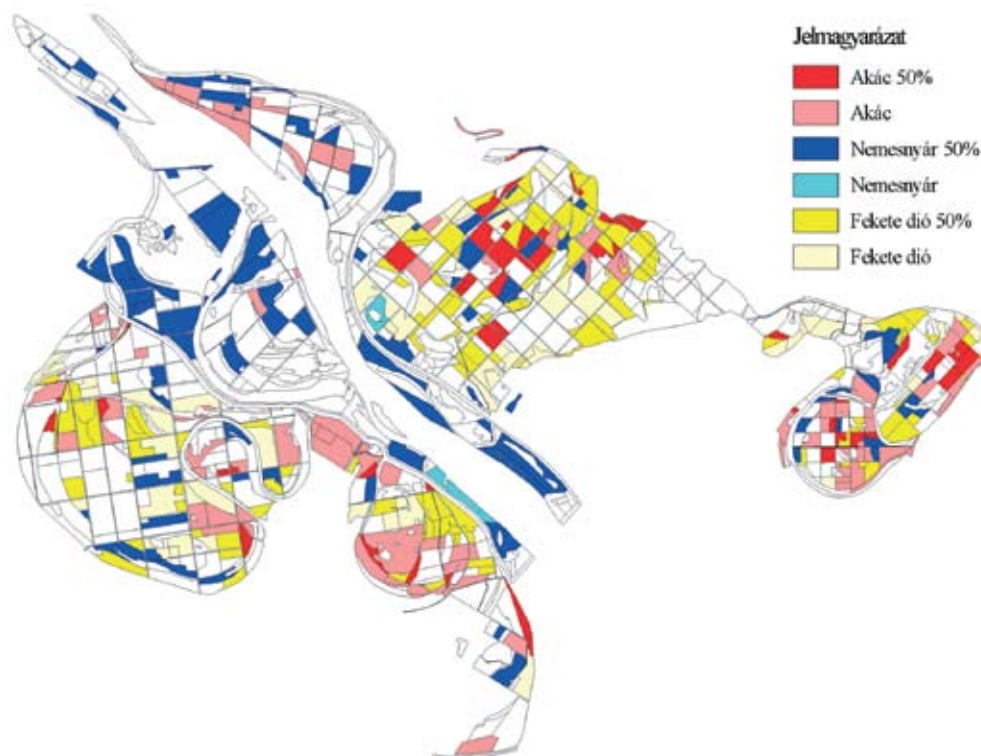 Jelmagyarázat
Akác 50%
Akác
Nemesnyár 50%
Nemesnyár
Fekete dió 50%
Fekete dió